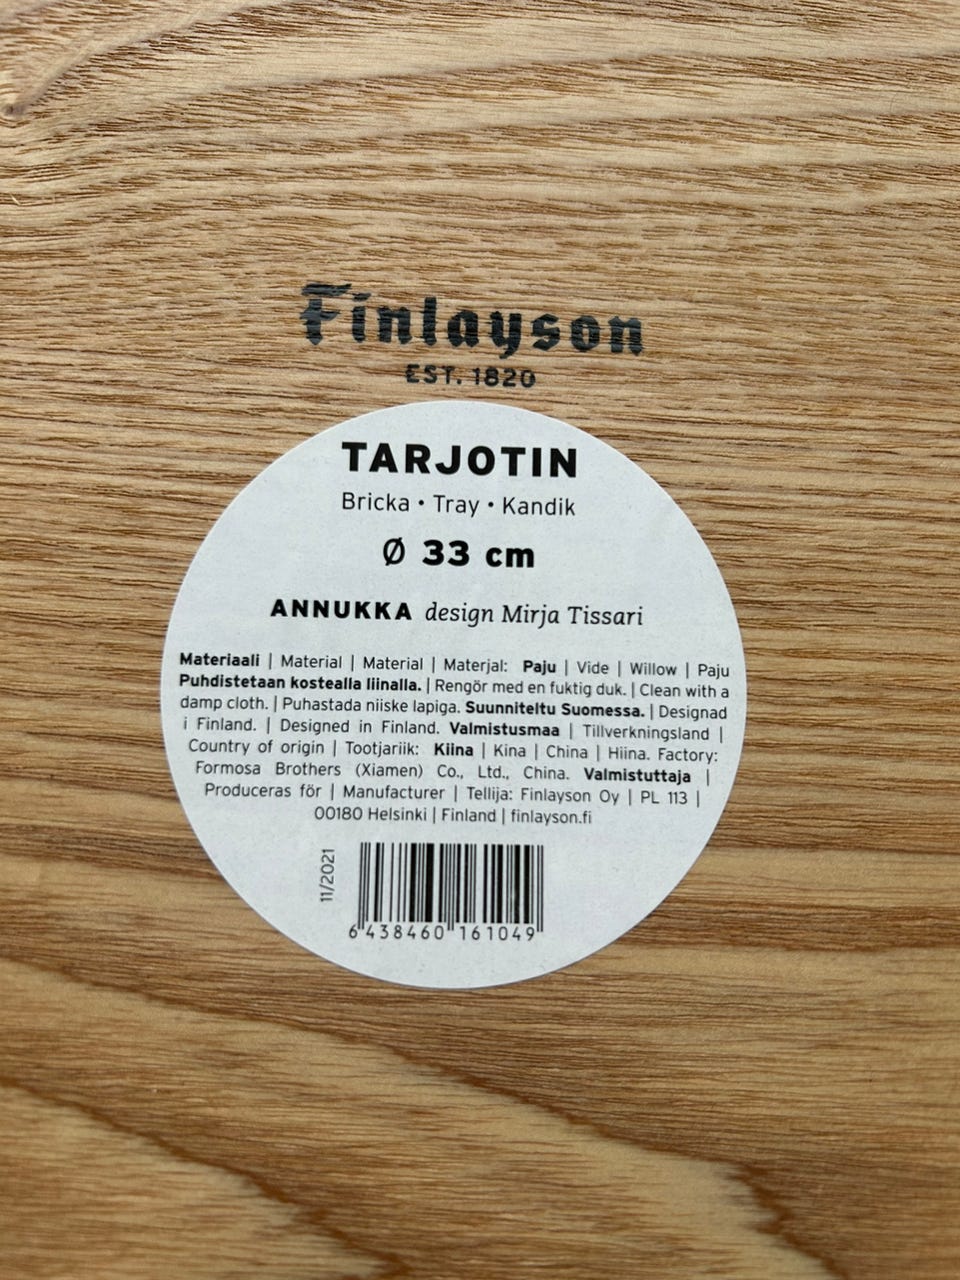 Finlayson
EST. 1820
TARJOTIN
Bricka • Tray • Kandik
Ø 33 cm
ANNUKKA design Mirja Tissari
Materiaali | Material | Material | Materjal: Paju | Vide | Willow | Paju
Puhdistetaan kostealla liinalla. | Rengör med en fuktig duk. | Clean with a
damp cloth. | Puhastada niiske lapiga. Suunniteltu Suomessa. | Designad
i Finland. | Designed in Finland. Valmistusmaa | Tillverkningsland |
Country of origin | Tootjariik: Kiina | Kina | China | Hiina. Factory:
Formosa Brothers (Xiamen) Co., Ltd., China. Valmistuttaja |
Produceras för | Manufacturer | Tellija: Finlayson Oy | PL 113 |
00180 Helsinki | Finland | finlayson.fi
11/2021
6 438460 161049